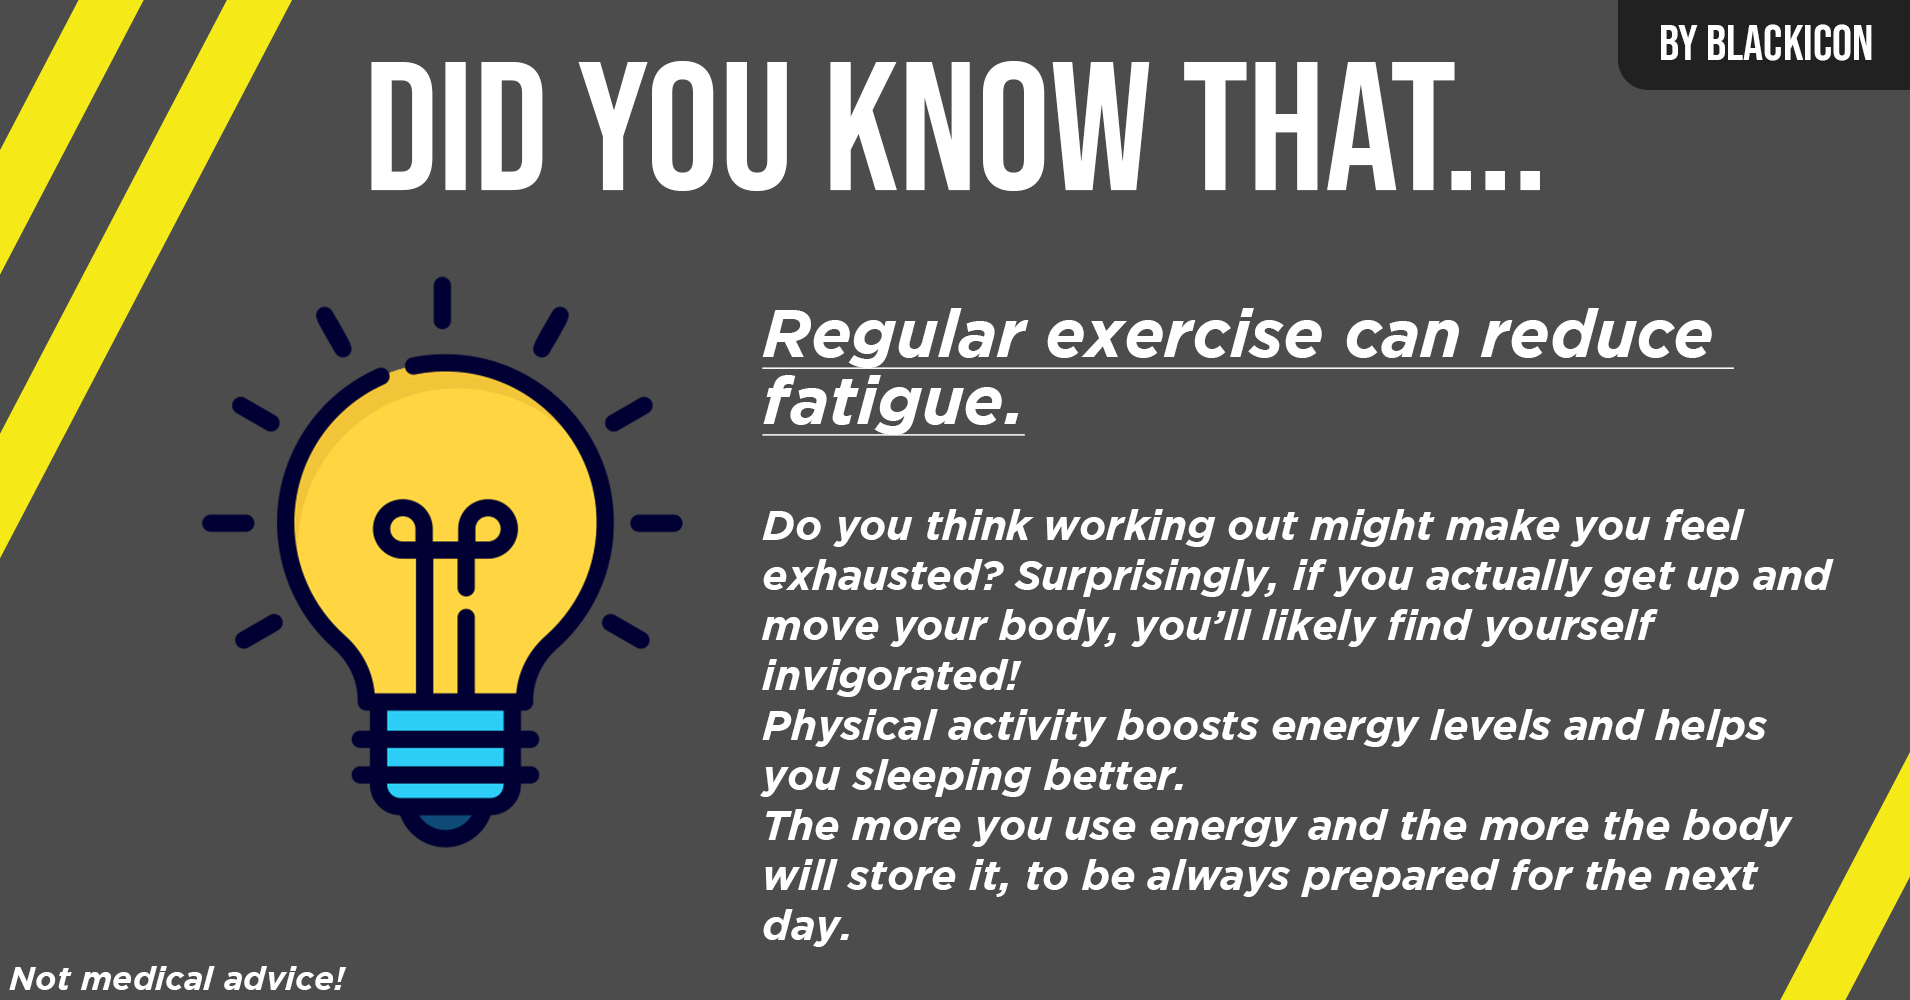 BY BLACKICON
DID YOU KNOW THAT...
Regular exercise can reduce
fatigue.
Do you think working out might make you feel
exhausted? Surprisingly, if you actually get up and
move your body, you’ll likely find yourself
invigorated!
Physical activity boosts energy levels and helps
you sleeping better.
The more you use energy and the more the body
will store it, to be always prepared for the next
day.
Not medical advice!